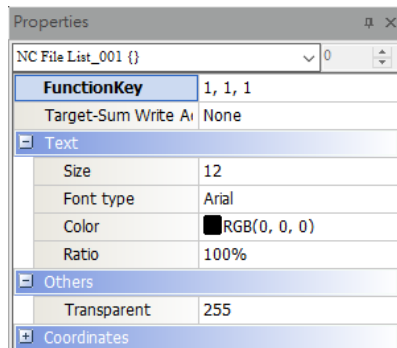 Properties
NC File List_001 {} 0
FunctionKey 1, 1, 1
Target-Sum Write None
Text
Size 12
Font type Arial
Color RGB(0, 0, 0)
Ratio 100%
Others
Transparent 255
Coordinates